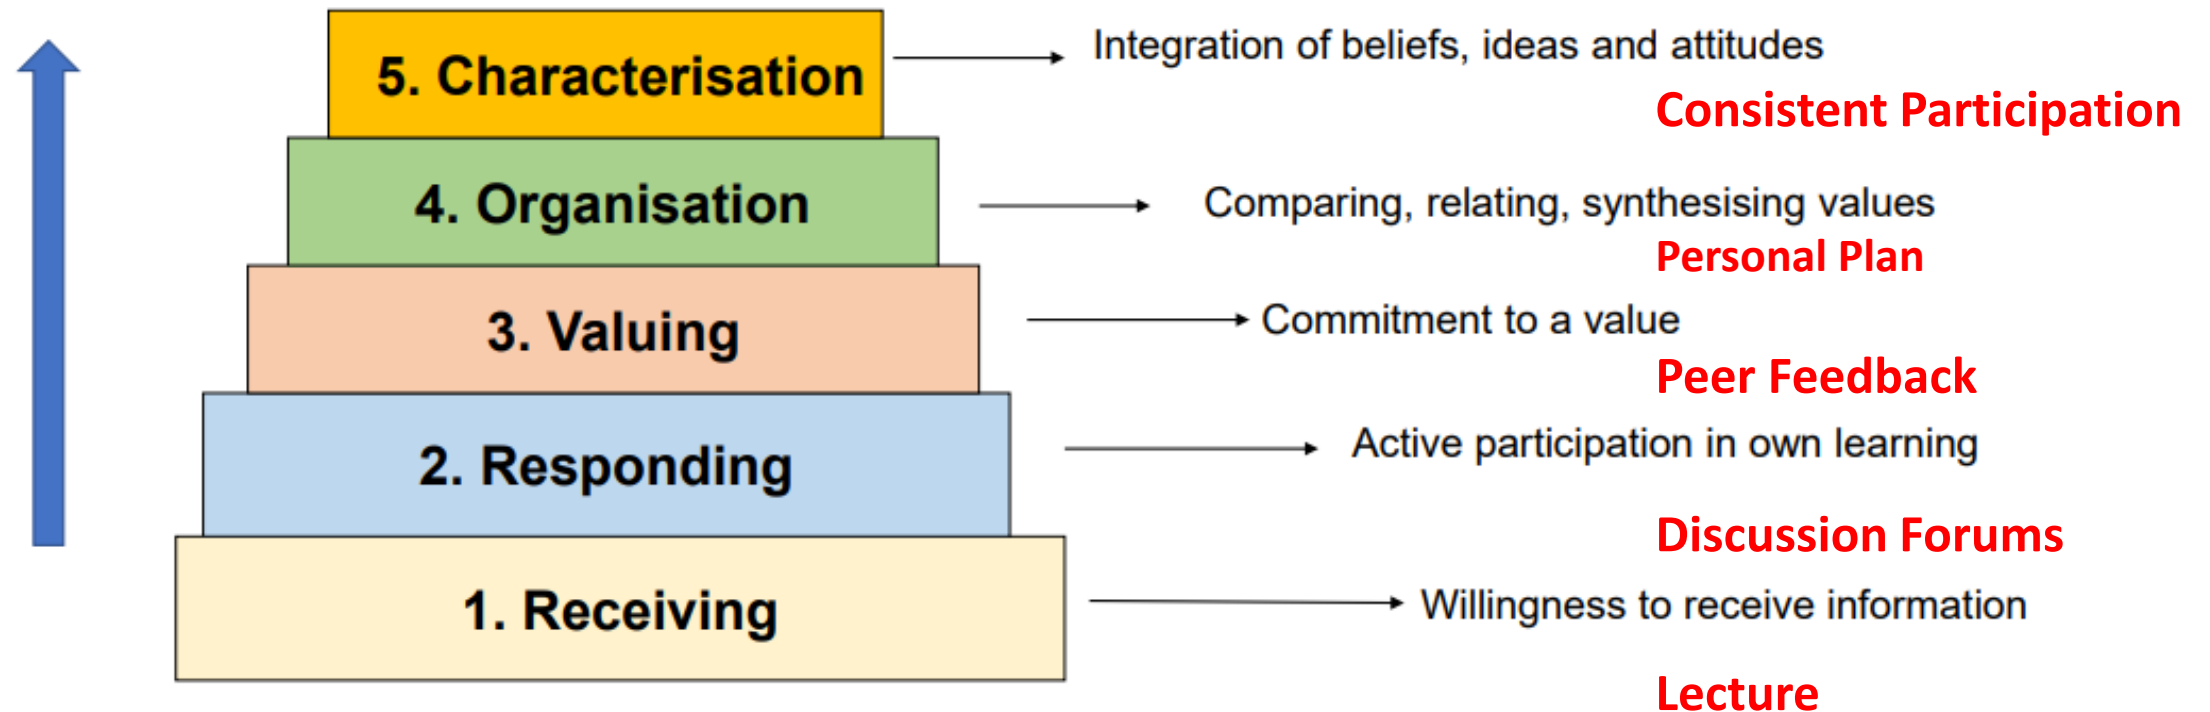 5. Characterisation
Integration of beliefs, ideas and attitudes
Consistent Participation
4. Organisation
Comparing, relating, synthesising values
Personal Plan
3. Valuing
Commitment to a value
Peer Feedback
2. Responding
Active participation in own learning
Discussion Forums
1. Receiving
Willingness to receive information
Lecture